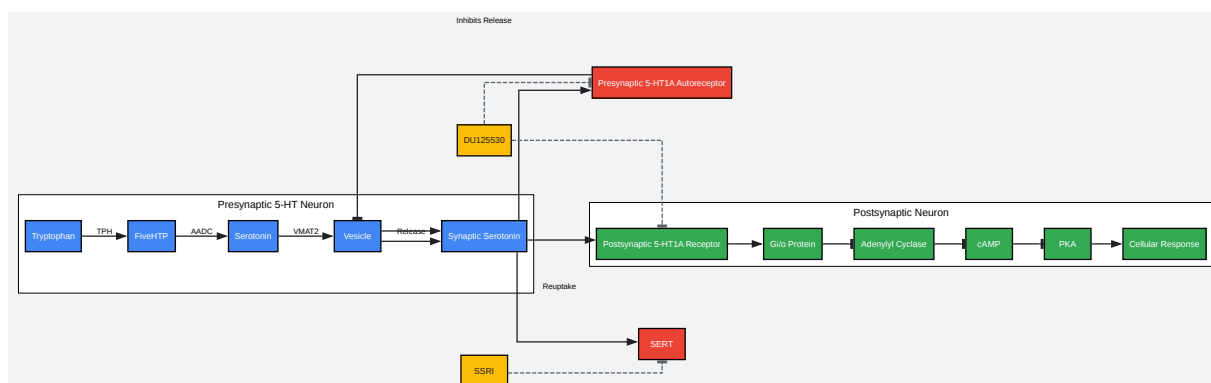 Inhibits Release
Presynaptic 5-HT1A Autoreceptor
DU125530
Presynaptic 5-HT Neuron
Postsynaptic Neuron
Tryptophan
TPH
FiveHTP
AADC
Serotonin
VMAT2
Vesicle
Release
Synaptic Serotonin
Postsynaptic 5-HT1A Receptor
Gi/o Protein
Adenylyl Cyclase
cAMP
PKA
Cellular Response
Reuptake
SERT
SSRI